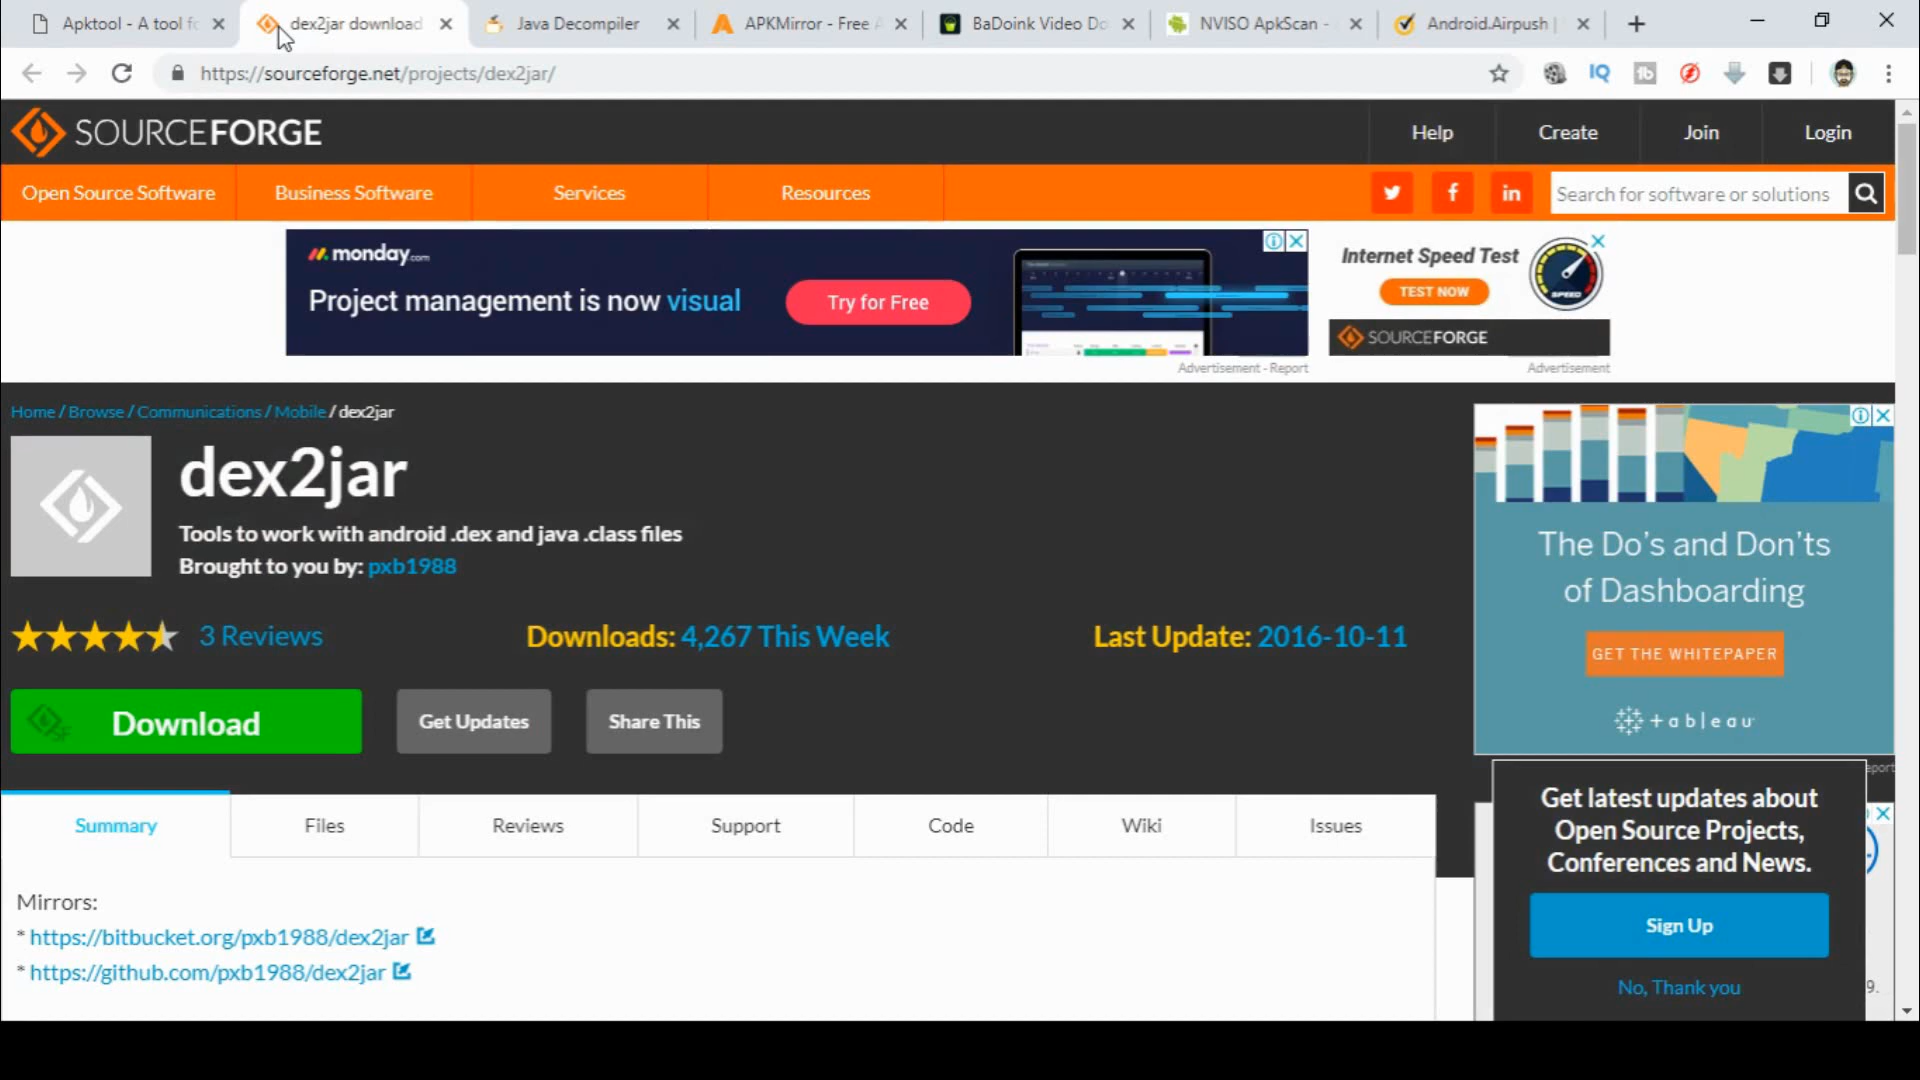 Apktool - A tool fo
dex2jar download
Java Decompiler
APKMirror - Free A
BaDoink Video Do
NVISO ApkScan -
Android.Airpush |
https://sourceforge.net/projects/dex2jar/
SOURCEFORGE
Help
Create
Join
Login
Open Source Software
Business Software
Services
Resources
Search for software or solutions
monday.com
Project management is now visual
Try for Free
Advertisement - Report
Internet Speed Test
TEST NOW
SPEED
SOURCEFORGE
Advertisement
Home / Browse / Communications / Mobile / dex2jar
dex2jar
Tools to work with android .dex and java .class files
Brought to you by: pxb1988
3 Reviews
Downloads: 4,267 This Week
Last Update: 2016-10-11
Download
Get Updates
Share This
The Do's and Don'ts
of Dashboarding
GET THE WHITEPAPER
+ableau
eport
Summary
Files
Reviews
Support
Code
Wiki
Issues
Mirrors:
* https://bitbucket.org/pxb1988/dex2jar
* https://github.com/pxb1988/dex2jar
Get latest updates about
Open Source Projects,
Conferences and News.
Sign Up
No, Thank you
9.